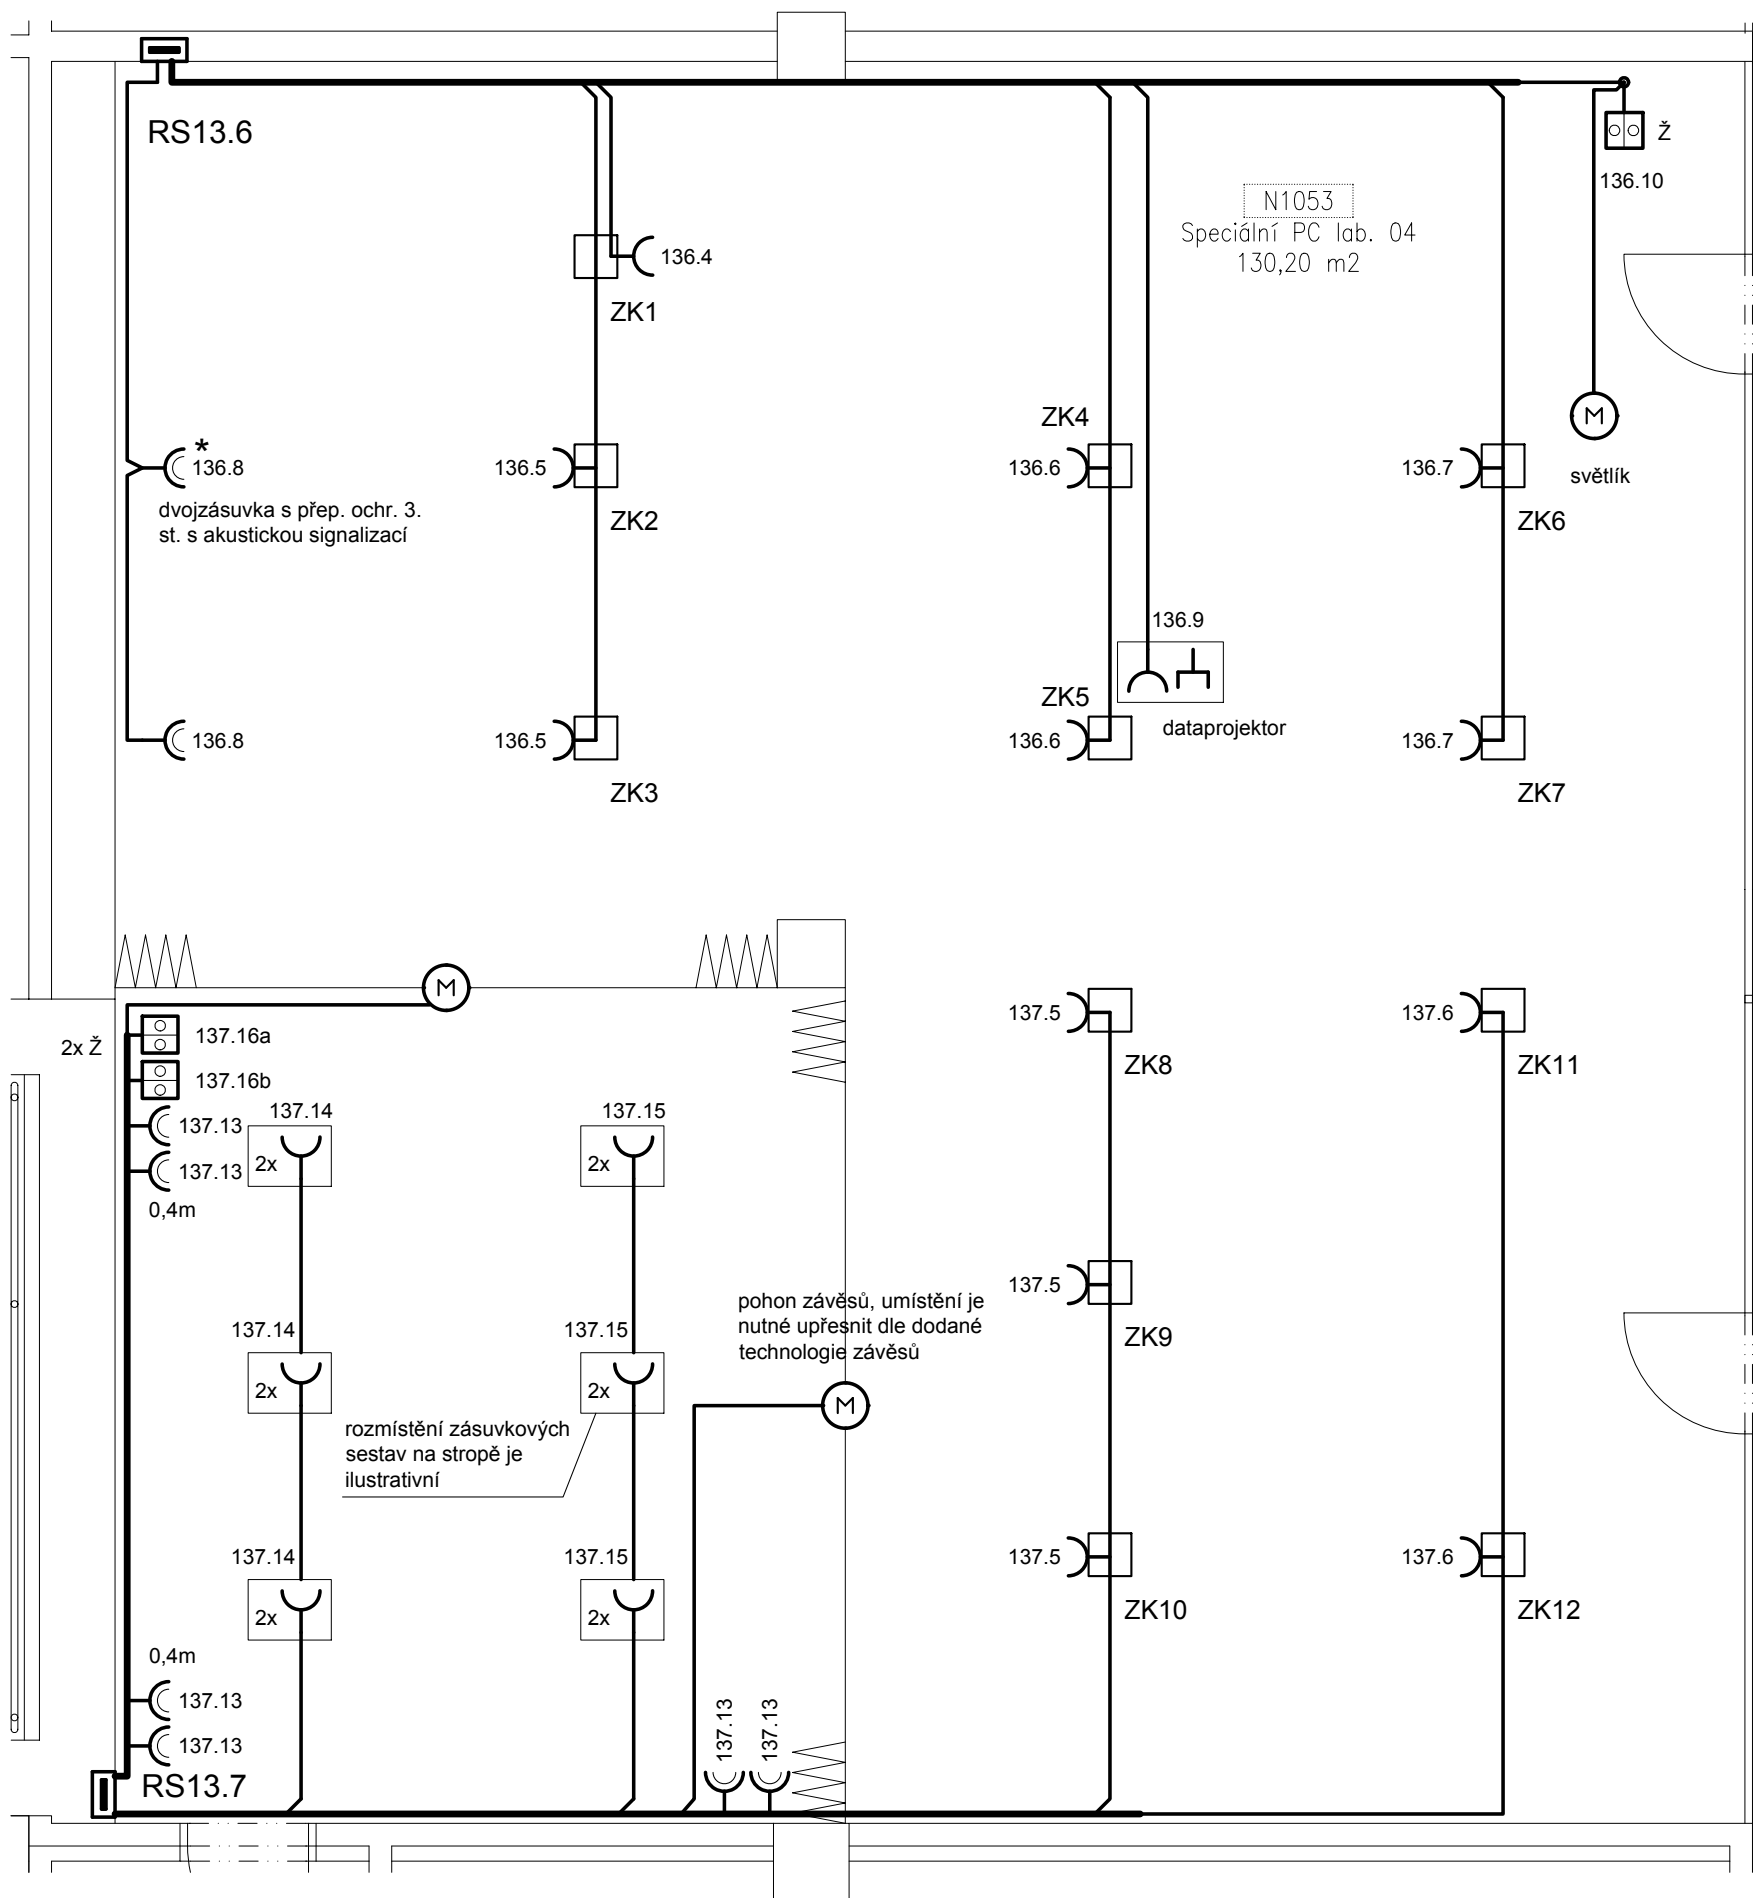 RS13.6
Ž
136.10
N1053
Speciální PC lab. 04
130,20 m2
136.4
ZK1
M
světlík
*
136.8
dvojzásuvka s přep. ochr. 3.
st. s akustickou signalizací
136.5
ZK2
ZK4
136.6
136.7
ZK6
136.9
dataprojektor
136.8
136.5
ZK3
ZK5
136.6
136.7
ZK7
M
2x Ž
137.16a
137.16b
137.13
137.13
0,4m
137.14
2x
137.15
2x
137.5
ZK8
137.6
ZK11
137.14
2x
137.15
2x
pohon závěsů, umístění je
nutné upřesnit dle dodané
technologie závěsů
M
137.5
ZK9
rozmístění zásuvkových
sestav na stropě je
ilustrativní
137.14
2x
137.15
2x
137.5
ZK10
137.6
ZK12
0,4m
137.13
137.13
137.13
137.13
RS13.7